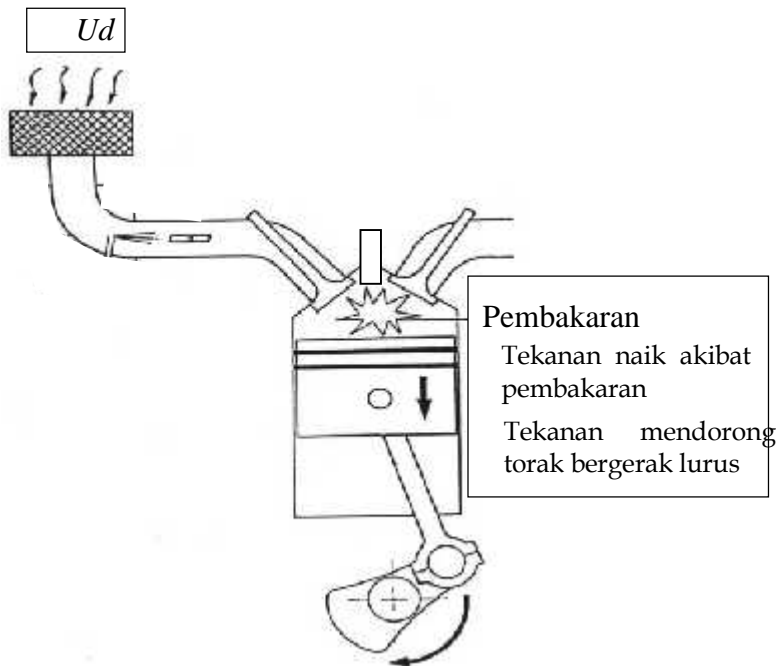 Ud
Pembakaran
Tekanan naik akibat
pembakaran
Tekanan mendorong
torak bergerak lurus